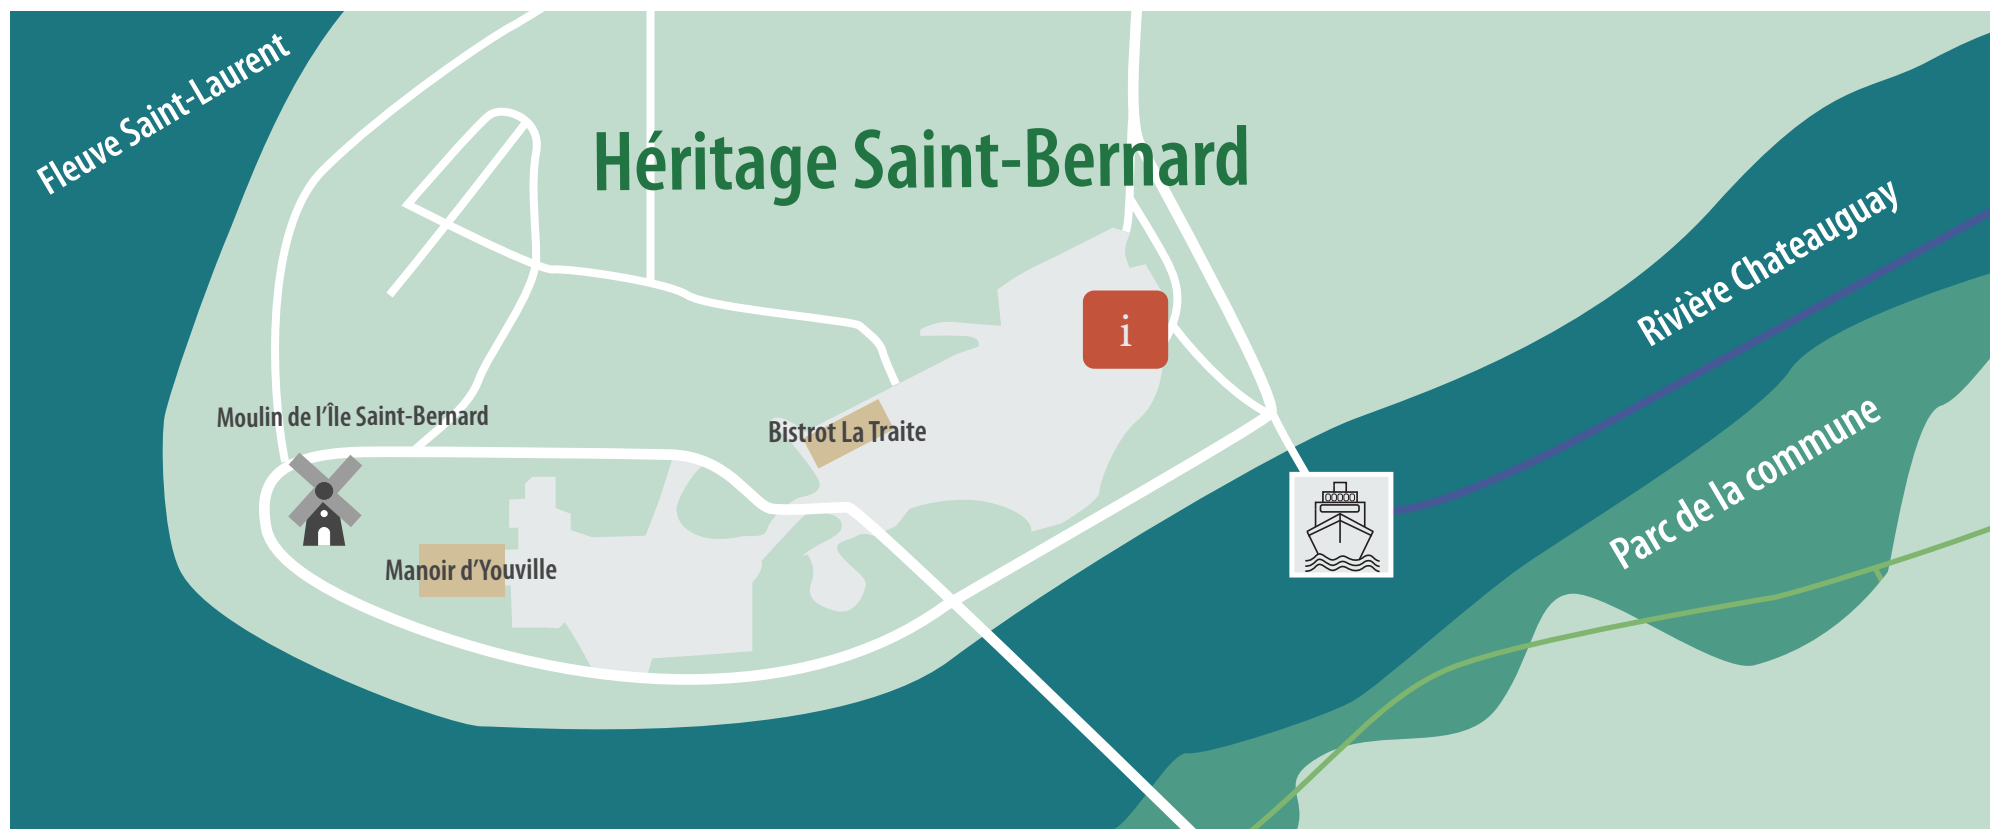 Fleuve Saint-Laurent
Héritage Saint-Bernard
Rivière Chateauguay
i
Moulin de l'Île Saint-Bernard
Bistrot La Traite
Parc de la commune
Manoir d'Youville